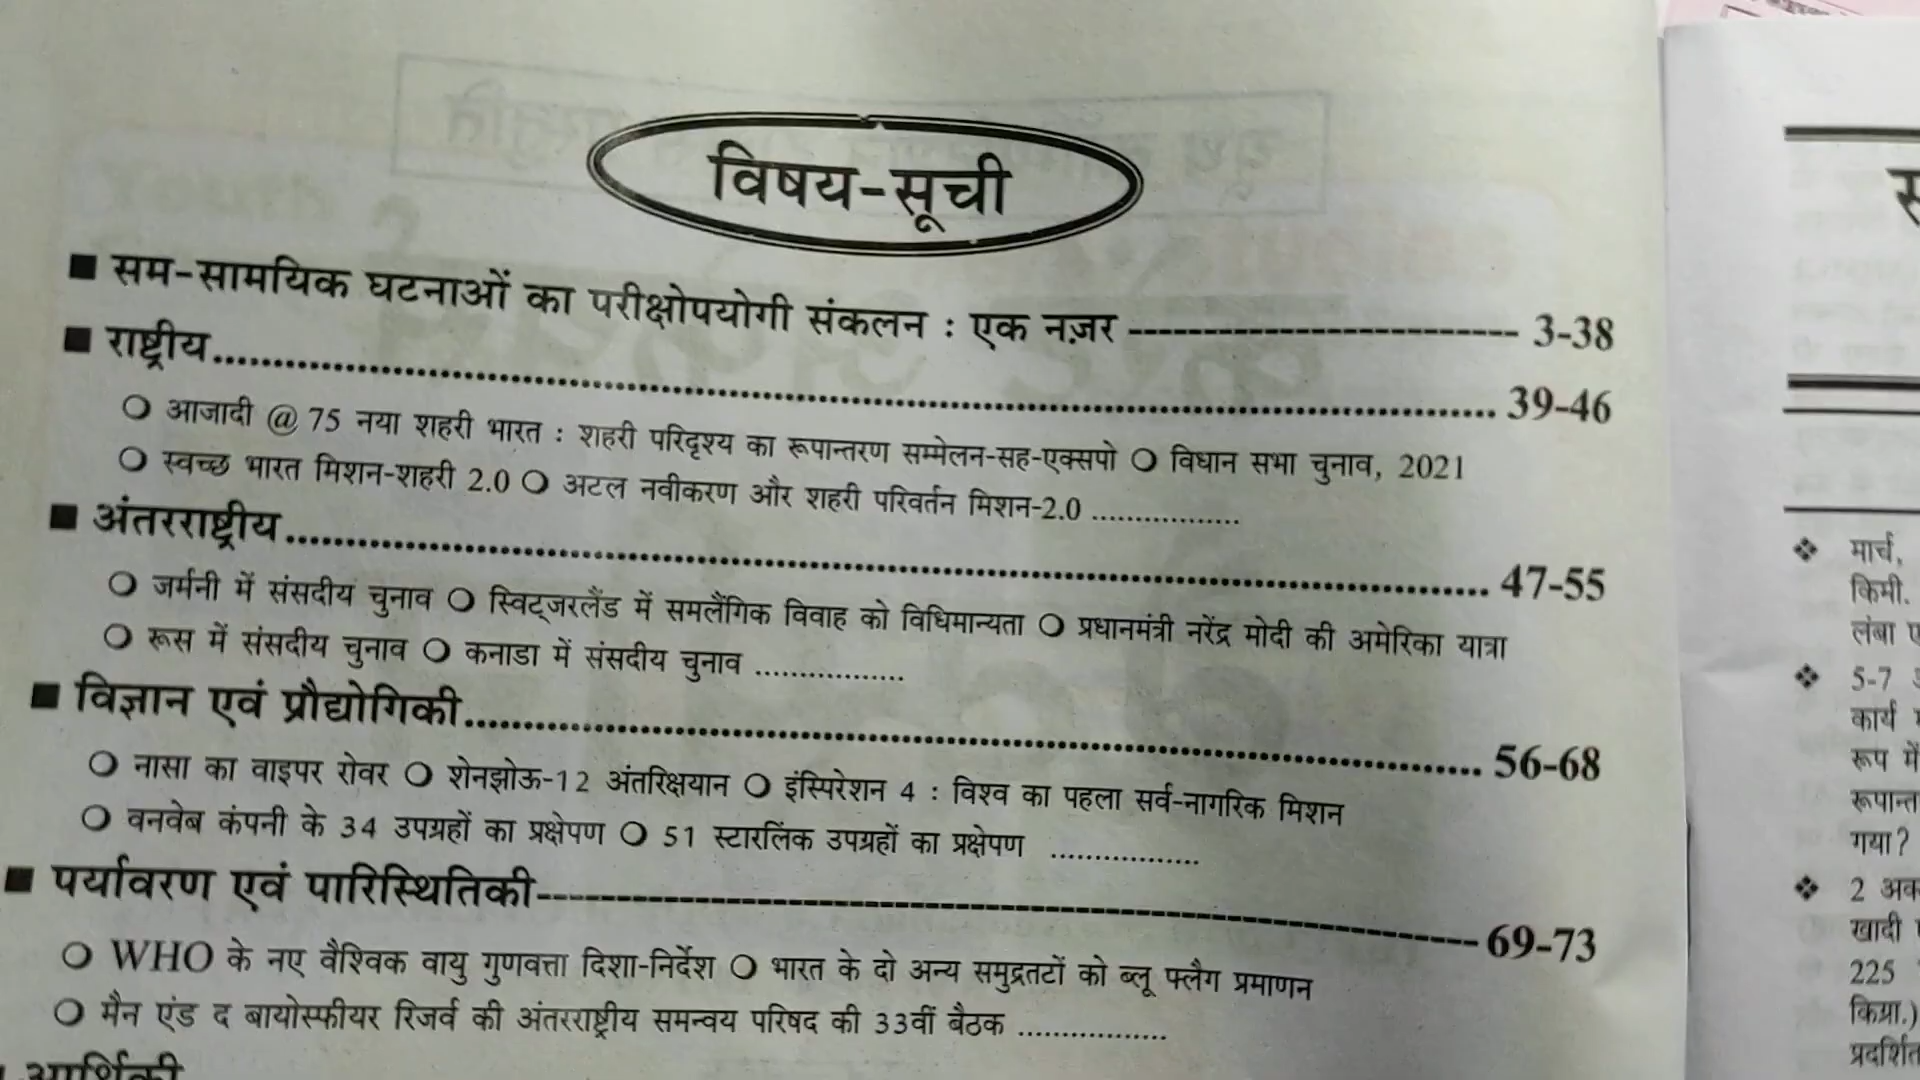 विषय-सूची
■ सम-सामयिक घटनाओं का परीक्षोपयोगी संकलन : एक नज़र ---------- 3-38
■ राष्ट्रीय.......... 39-46
○ आजादी @ 75 नया शहरी भारत : शहरी परिदृश्य का रूपान्तरण सम्मेलन-सह-एक्सपो ○ विधान सभा चुनाव, 2021
○ स्वच्छ भारत मिशन-शहरी 2.0 ○ अटल नवीकरण और शहरी परिवर्तन मिशन-2.0 .................
■ अंतरराष्ट्रीय.......... 47-55
○ जर्मनी में संसदीय चुनाव ○ स्विट्जरलैंड में समलैंगिक विवाह को विधिमान्यता ○ प्रधानमंत्री नरेंद्र मोदी की अमेरिका यात्रा
○ रूस में संसदीय चुनाव ○ कनाडा में संसदीय चुनाव .................
■ विज्ञान एवं प्रौद्योगिकी.......... 56-68
○ नासा का वाइपर रोवर ○ शेनझोऊ-12 अंतरिक्षयान ○ इंस्पिरेशन 4 : विश्व का पहला सर्व-नागरिक मिशन
○ वनवेब कंपनी के 34 उपग्रहों का प्रक्षेपण ○ 51 स्टारलिंक उपग्रहों का प्रक्षेपण .................
■ पर्यावरण एवं पारिस्थितिकी---------- 69-73
○ WHO के नए वैश्विक वायु गुणवत्ता दिशा-निर्देश ○ भारत के दो अन्य समुद्रतटों को ब्लू फ्लैग प्रमाणन
○ मैन एंड द बायोस्फीयर रिजर्व की अंतरराष्ट्रीय समन्वय परिषद की 33वीं बैठक .................
आर्थिकी
❖ मार्च,
किमी.
लंबा
❖ 5-7
कार्य
रूप में
रूपान्त
गया?
❖ 2 अक
खादी
225
किग्रा.)
प्रदर्शित